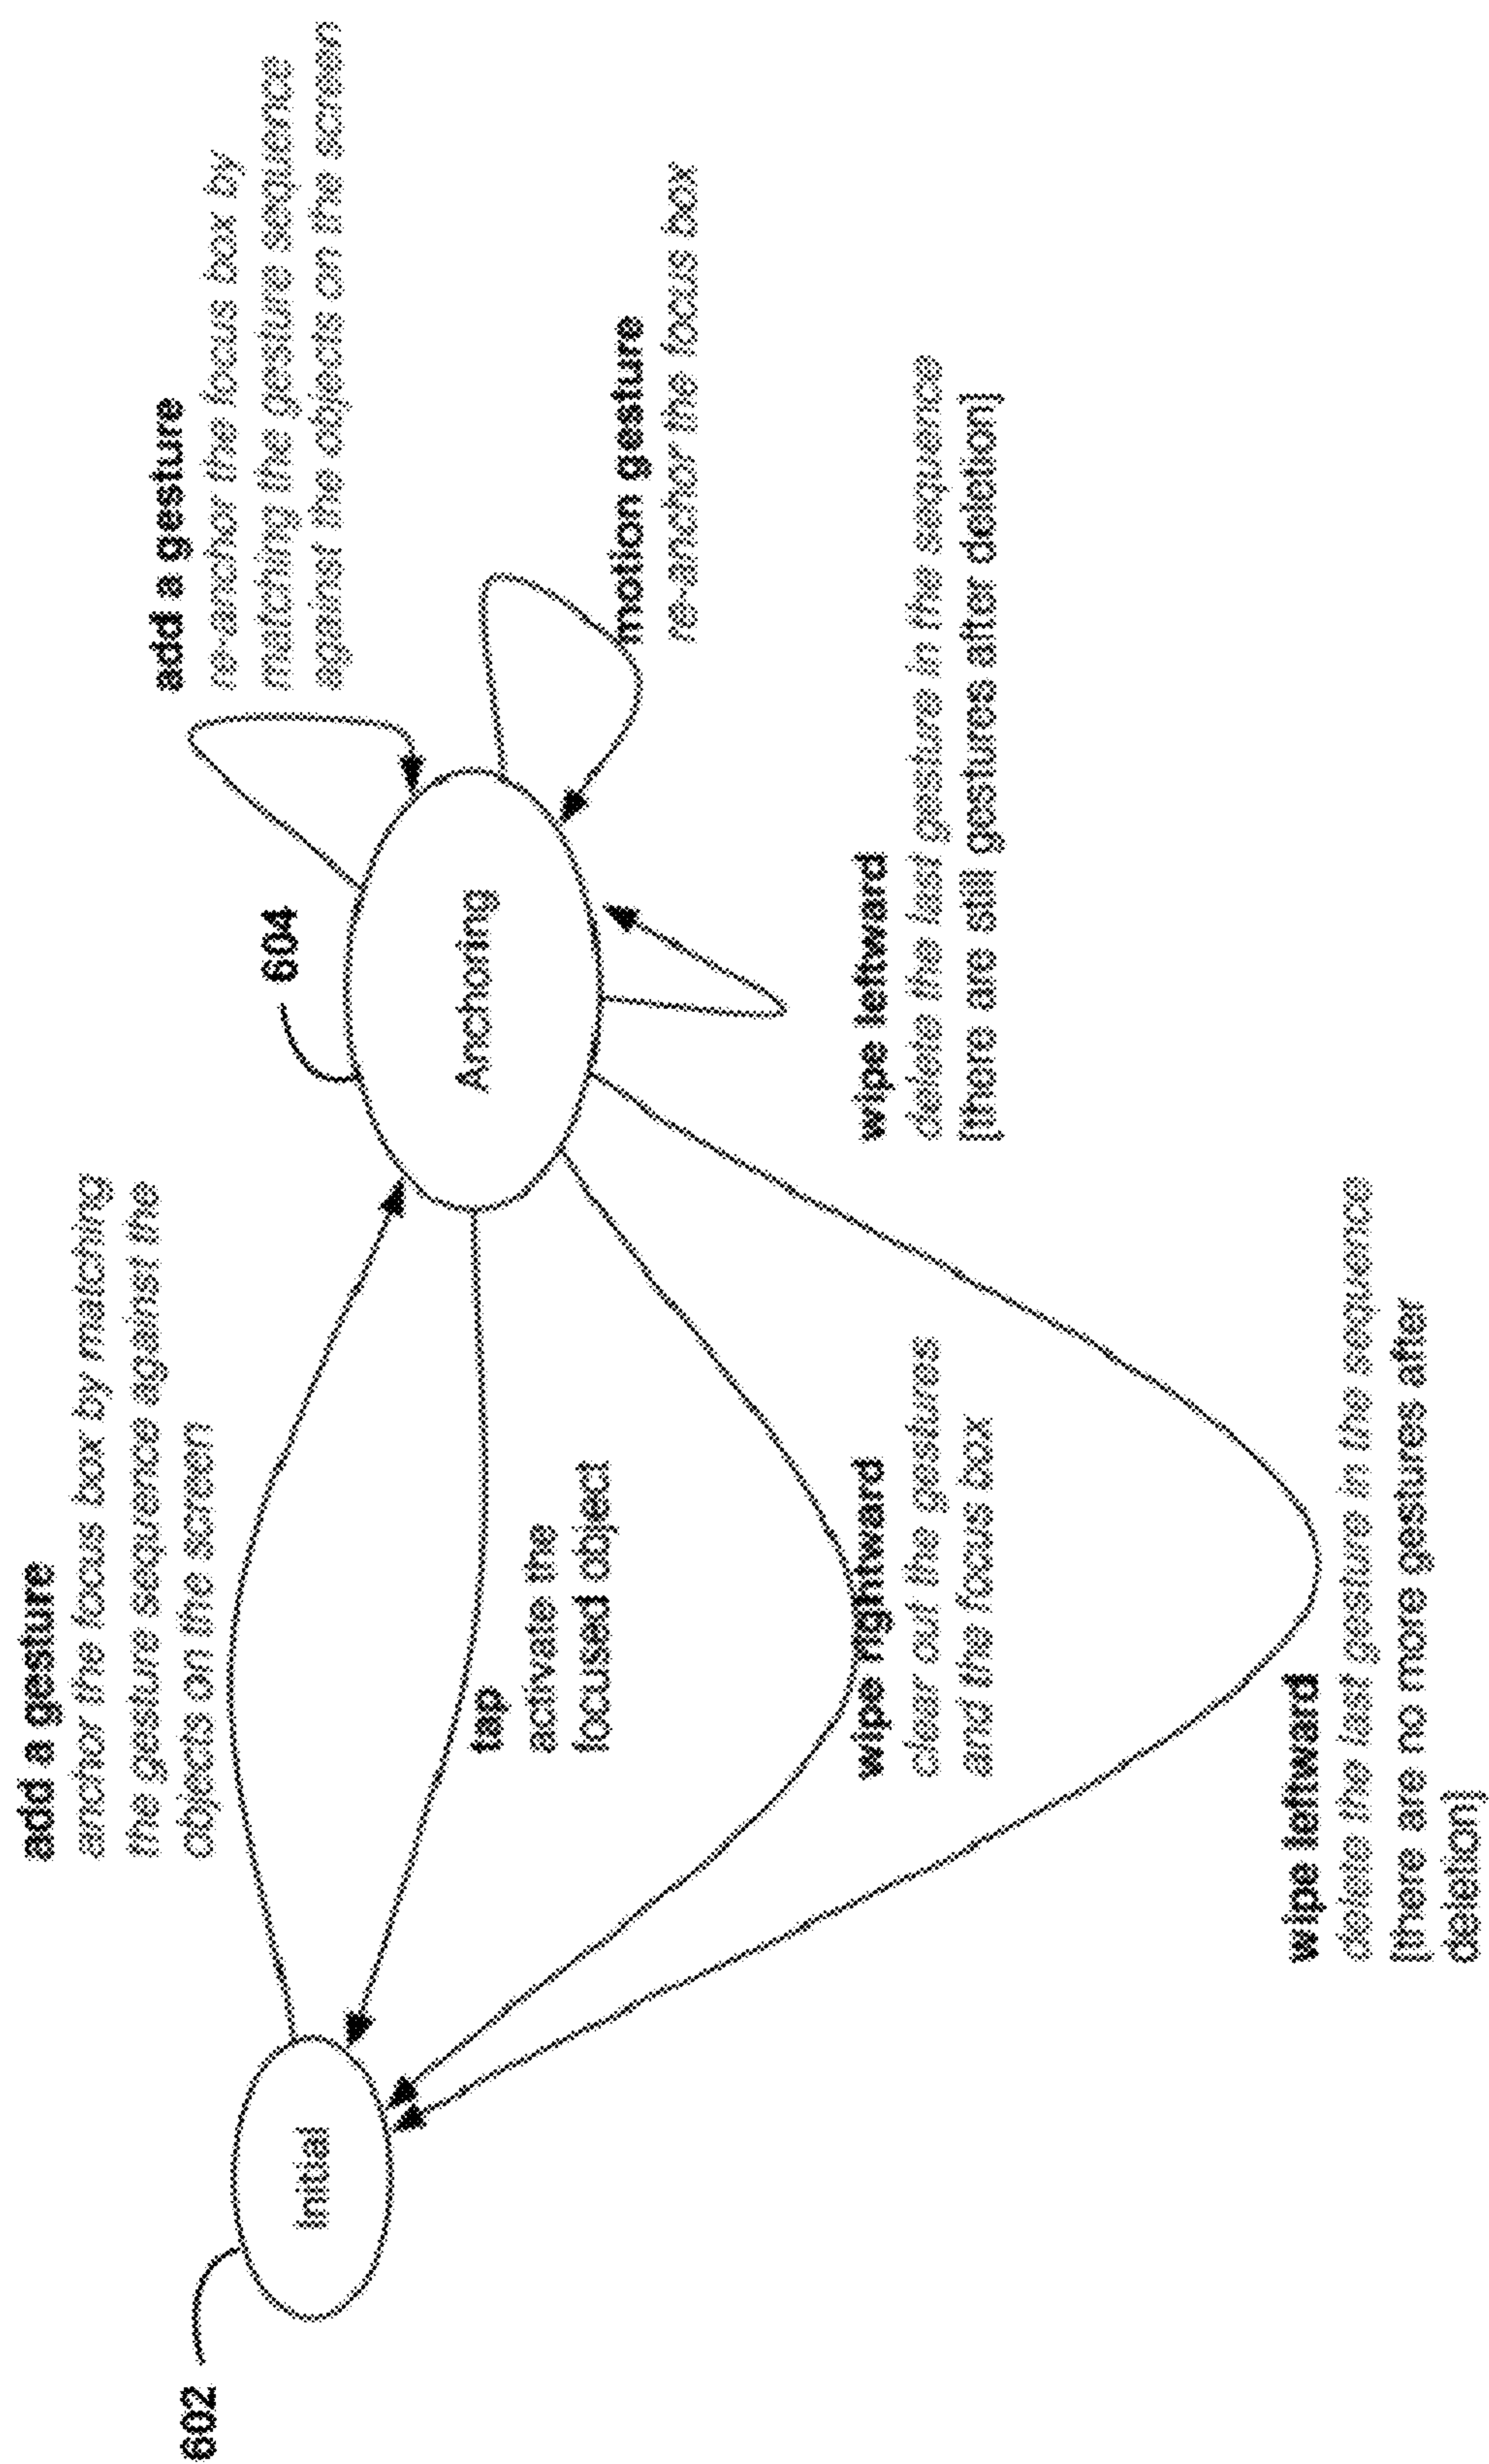 add a gesture
anchor the focus box by matching
the gesture sequence against the
objects on the screen
add a gesture
re-anchor the focus box by
matching the gesture sequence
against the objects on the screen
602
Initial
604
Anchoring
tap
activate the
focused object
motion gesture
re-anchor the focus box
wipe rightward
clear out the gestures
and the focus box
wipe leftward
delete the last gesture in the sequence
[there are still gestures after deletion]
wipe leftward
delete the last gesture in the sequence
[there are no more gestures after
deletion]